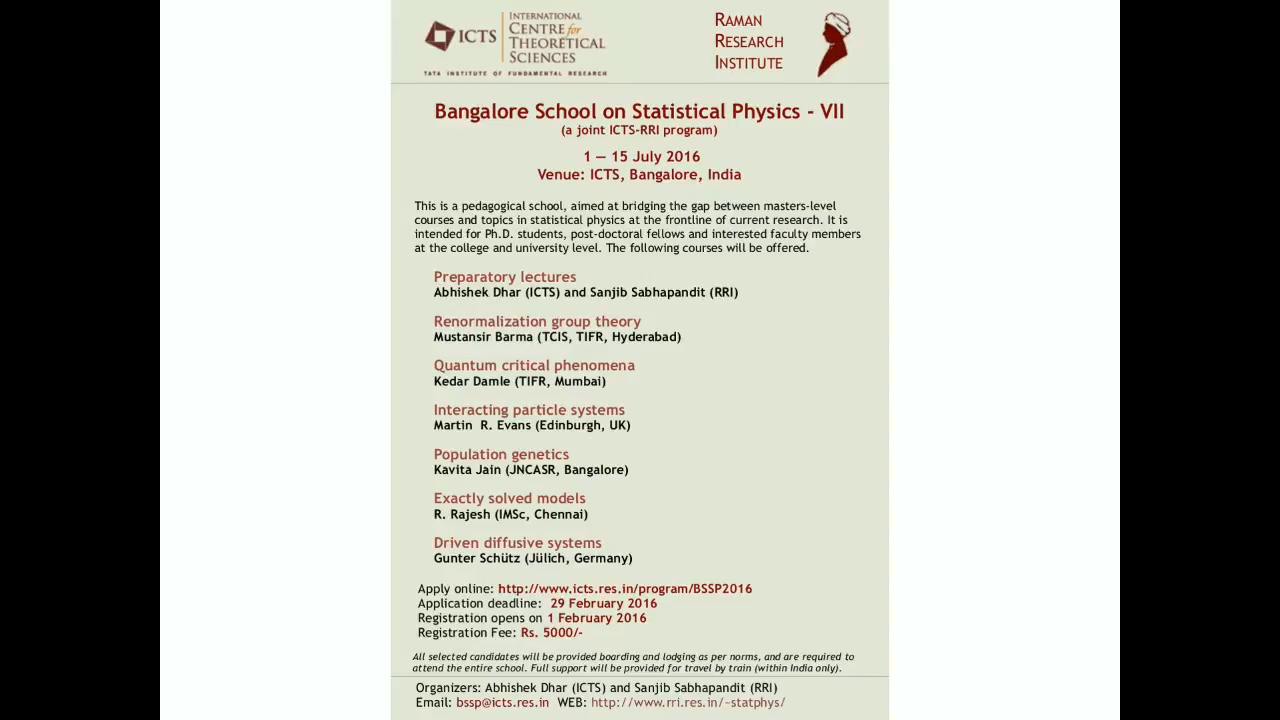 ICTS
INTERNATIONAL
CENTRE for
THEORETICAL
SCIENCES
TATA INSTITUTE OF FUNDAMENTAL RESEARCH
RAMAN
RESEARCH
INSTITUTE
Bangalore School on Statistical Physics - VII
(a joint ICTS-RRI program)
1 — 15 July 2016
Venue: ICTS, Bangalore, India
This is a pedagogical school, aimed at bridging the gap between masters-level
courses and topics in statistical physics at the frontline of current research. It is
intended for Ph.D. students, post-doctoral fellows and interested faculty members
at the college and university level. The following courses will be offered.
Preparatory lectures
Abhishek Dhar (ICTS) and Sanjib Sabhapandit (RRI)
Renormalization group theory
Mustansir Barma (TCIS, TIFR, Hyderabad)
Quantum critical phenomena
Kedar Damle (TIFR, Mumbai)
Interacting particle systems
Martin R. Evans (Edinburgh, UK)
Population genetics
Kavita Jain (JNCASR, Bangalore)
Exactly solved models
R. Rajesh (IMSc, Chennai)
Driven diffusive systems
Gunter Schütz (Jülich, Germany)
Apply online: http://www.icts.res.in/program/BSSP2016
Application deadline: 29 February 2016
Registration opens on 1 February 2016
Registration Fee: Rs. 5000/-
All selected candidates will be provided boarding and lodging as per norms, and are required to
attend the entire school. Full support will be provided for travel by train (within India only).
Organizers: Abhishek Dhar (ICTS) and Sanjib Sabhapandit (RRI)
Email: bssp@icts.res.in WEB: http://www.rri.res.in/~statphys/